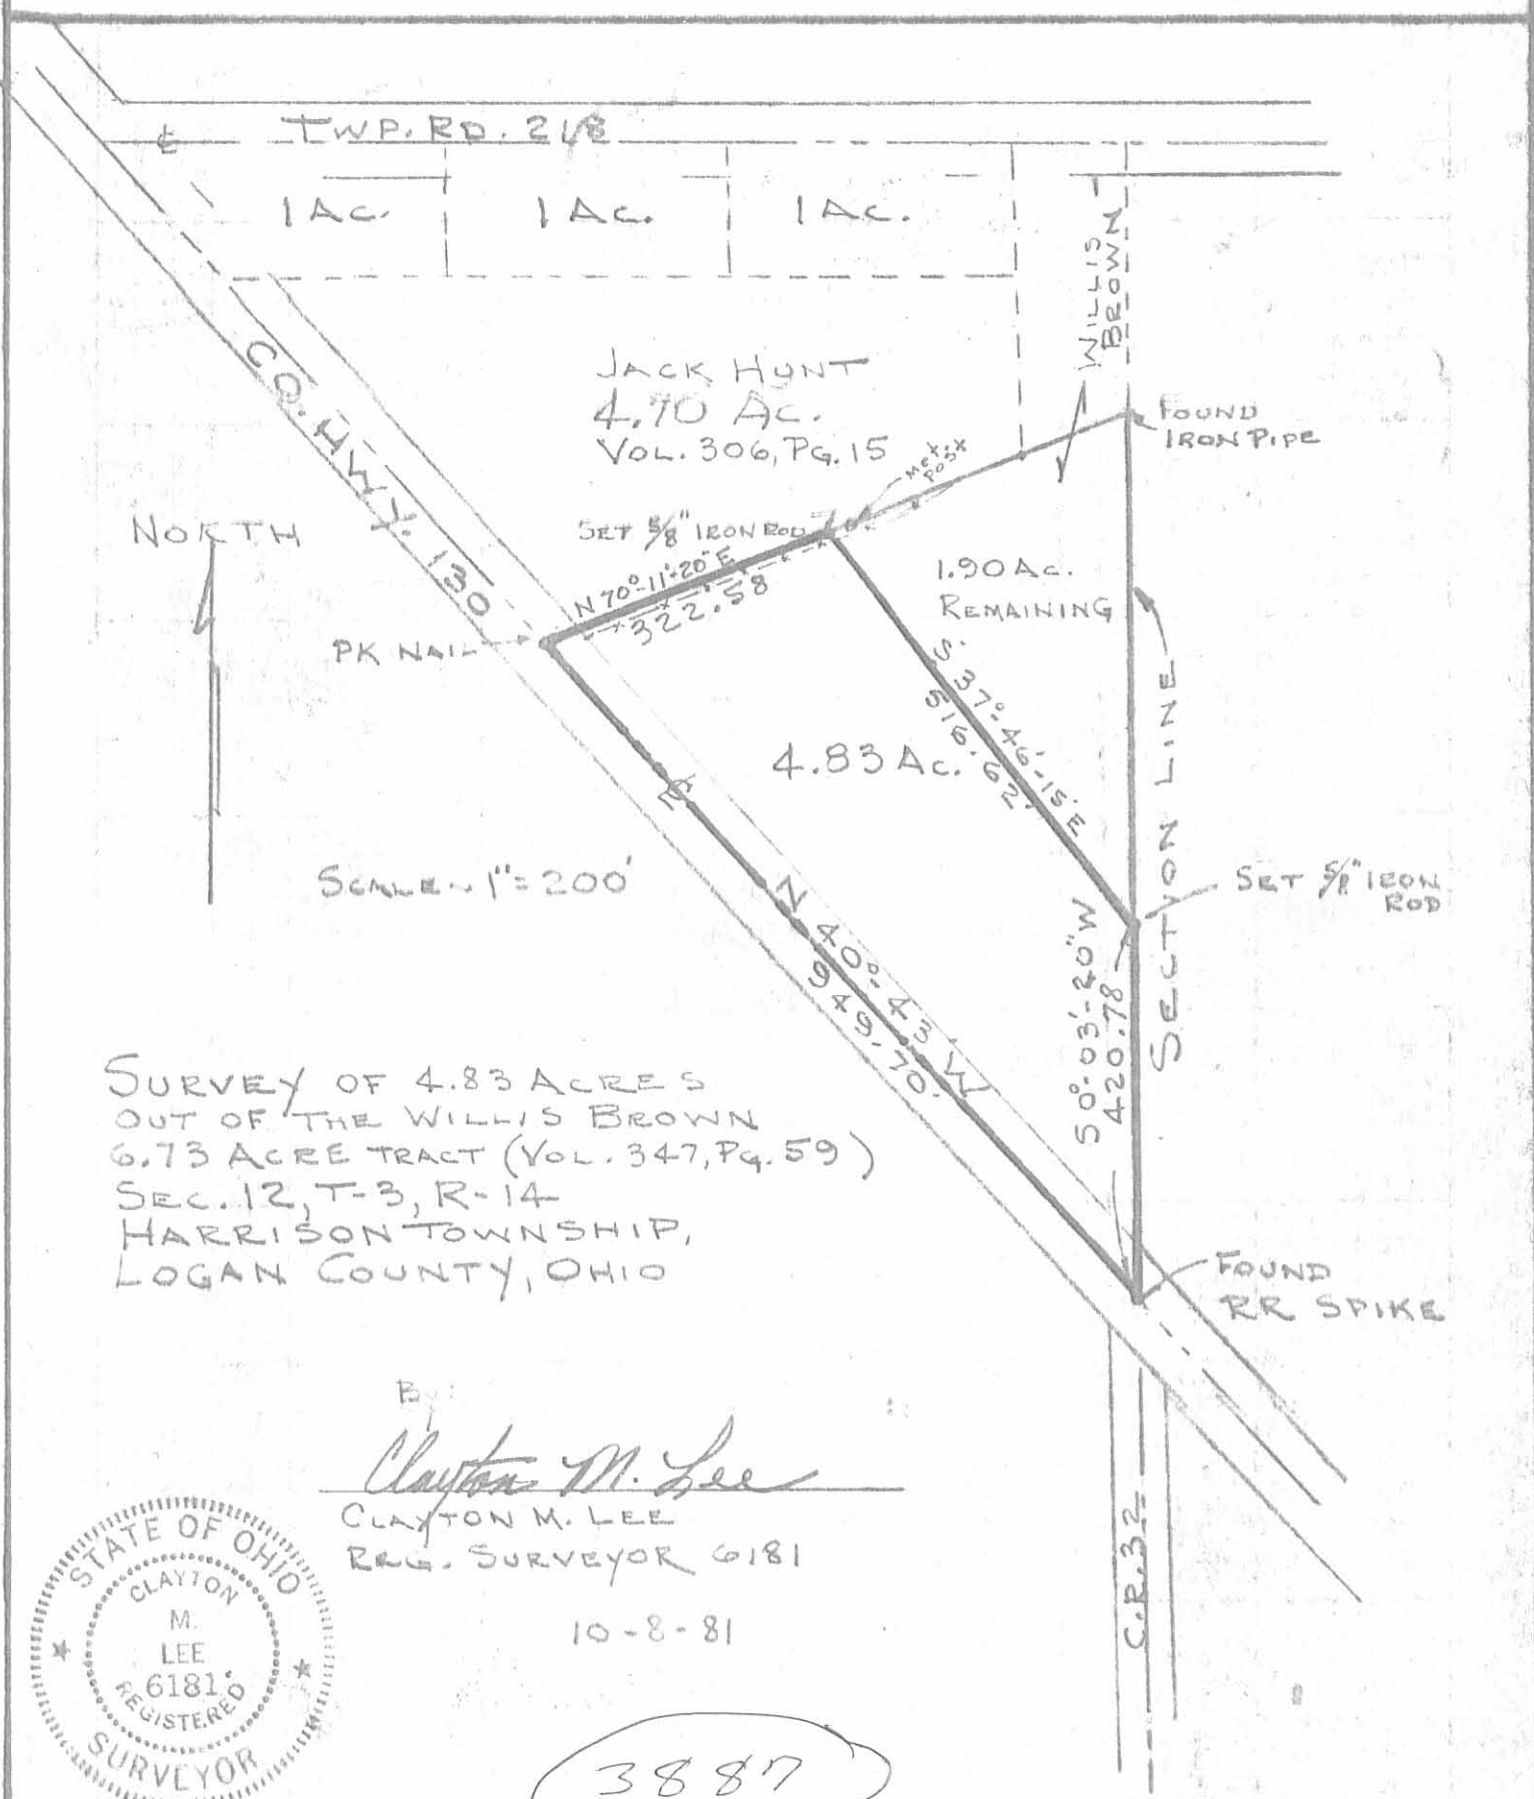 TWP. RD. 218
1 AC.
1 AC.
1 AC.
WILLIS
BROWN
CO. HWY. 130
JACK HUNT
4.70 AC.
VOL. 306, PG. 15
FOUND
IRON PIPE
NORTH
SET 5/8" IRON ROD
POST
N 70°-11'-20" E
322.58
PK NAIL
1.90 AC.
REMAINING
S 37°-46'-15" E
516.62'
4.83 AC.
SECTION LINE
SCALE - 1" = 200'
SET 5/8" IRON
ROD
N 40°-43' W
949.70'
S 0°-03'-20" W
420.78
SURVEY OF 4.83 ACRES
OUT OF THE WILLIS BROWN
6.73 ACRE TRACT (VOL. 347, PG. 59)
SEC. 12, T-3, R-14
HARRISON TOWNSHIP,
LOGAN COUNTY, OHIO
FOUND
RR SPIKE
By:
Clayton M. Lee
CLAYTON M. LEE
REG. SURVEYOR 6181
10-8-81
C.R. 32
STATE OF OHIO
CLAYTON
M.
LEE
6181
REGISTERED
SURVEYOR
3887